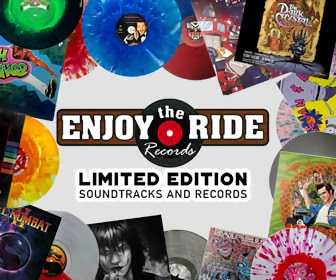 THE
DARK
CRYSTAL
the
ENJOY RIDE
Records
LIMITED EDITION
SOUNDTRACKS AND RECORDS